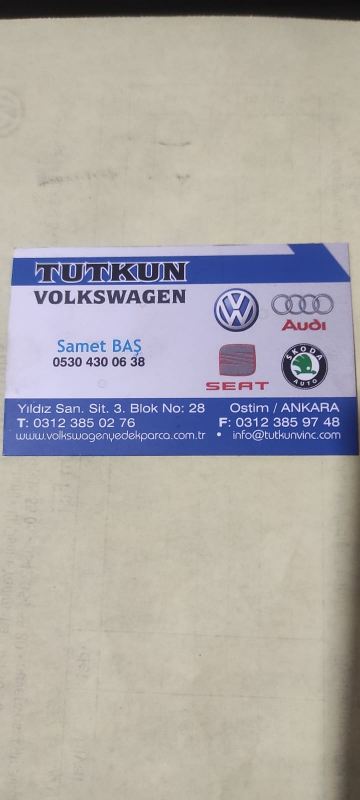 TUTKUN
VOLKSWAGEN
Audi
Samet BAŞ
0530 430 06 38
SEAT
ŠKODA
AUTO
Yıldız San. Sit. 3. Blok No: 28 Ostim / ANKARA
T: 0312 385 02 76 F: 0312 385 97 48
www.volkswagenyedekparca.com.tr • info@tutkunvinc.com